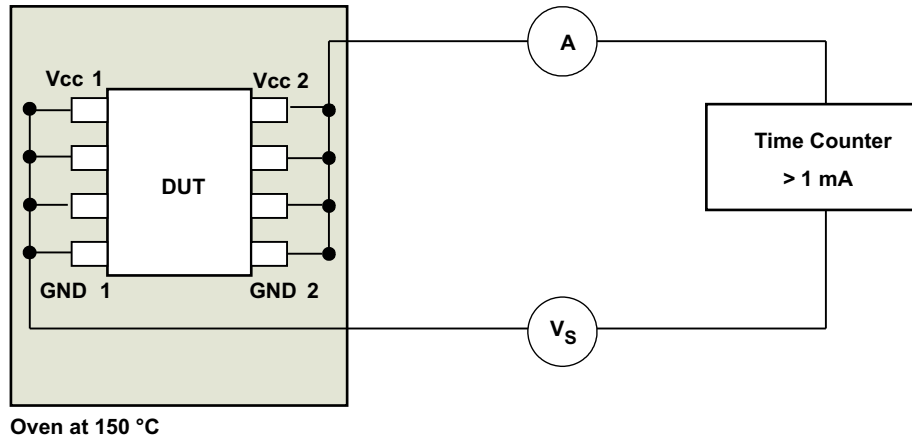 A
Vcc 1
Vcc 2
DUT
Time Counter
> 1 mA
GND 1
GND 2
VS
Oven at 150 °C